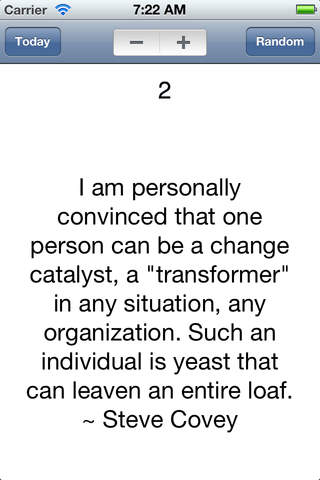 Carrier 7:22 AM
Today − + Random
2
I am personally
convinced that one
person can be a change
catalyst, a "transformer"
in any situation, any
organization. Such an
individual is yeast that
can leaven an entire loaf.
~ Steve Covey